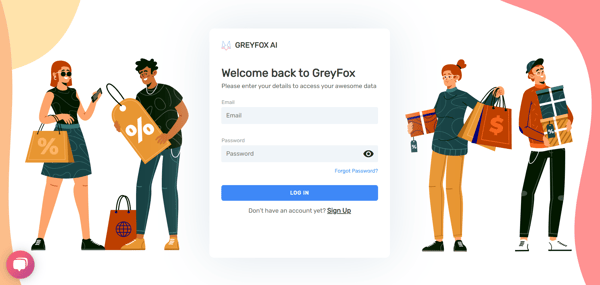 GREYFOX AI
Welcome back to GreyFox
Please enter your details to access your awesome data
Email
Email
Password
Password
Forgot Password?
LOG IN
Don't have an account yet? Sign Up
%
%
$
%
%